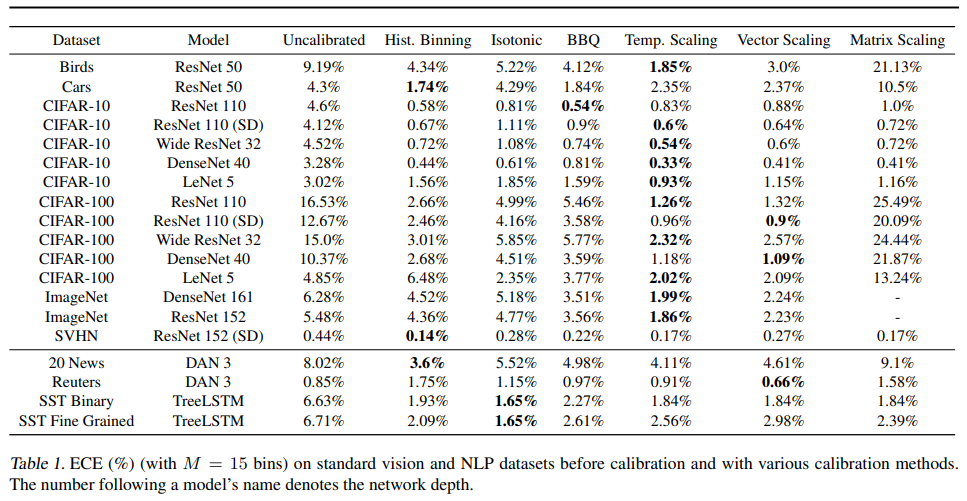 Dataset Model Uncalibrated Hist. Binning Isotonic BBQ Temp. Scaling Vector Scaling Matrix Scaling
Birds ResNet 50 9.19% 4.34% 5.22% 4.12% 1.85% 3.0% 21.13%
Cars ResNet 50 4.3% 1.74% 4.29% 1.84% 2.35% 2.37% 10.5%
CIFAR-10 ResNet 110 4.6% 0.58% 0.81% 0.54% 0.83% 0.88% 1.0%
CIFAR-10 ResNet 110 (SD) 4.12% 0.67% 1.11% 0.9% 0.6% 0.64% 0.72%
CIFAR-10 Wide ResNet 32 4.52% 0.72% 1.08% 0.74% 0.54% 0.6% 0.72%
CIFAR-10 DenseNet 40 3.28% 0.44% 0.61% 0.81% 0.33% 0.41% 0.41%
CIFAR-10 LeNet 5 3.02% 1.56% 1.85% 1.59% 0.93% 1.15% 1.16%
CIFAR-100 ResNet 110 16.53% 2.66% 4.99% 5.46% 1.26% 1.32% 25.49%
CIFAR-100 ResNet 110 (SD) 12.67% 2.46% 4.16% 3.58% 0.96% 0.9% 20.09%
CIFAR-100 Wide ResNet 32 15.0% 3.01% 5.85% 5.77% 2.32% 2.57% 24.44%
CIFAR-100 DenseNet 40 10.37% 2.68% 4.51% 3.59% 1.18% 1.09% 21.87%
CIFAR-100 LeNet 5 4.85% 6.48% 2.35% 3.77% 2.02% 2.09% 13.24%
ImageNet DenseNet 161 6.28% 4.52% 5.18% 3.51% 1.99% 2.24% -
ImageNet ResNet 152 5.48% 4.36% 4.77% 3.56% 1.86% 2.23% -
SVHN ResNet 152 (SD) 0.44% 0.14% 0.28% 0.22% 0.17% 0.27% 0.17%
20 News DAN 3 8.02% 3.6% 5.52% 4.98% 4.11% 4.61% 9.1%
Reuters DAN 3 0.85% 1.75% 1.15% 0.97% 0.91% 0.66% 1.58%
SST Binary TreeLSTM 6.63% 1.93% 1.65% 2.27% 1.84% 1.84% 1.84%
SST Fine Grained TreeLSTM 6.71% 2.09% 1.65% 2.61% 2.56% 2.98% 2.39%
Table 1. ECE (%) (with M = 15 bins) on standard vision and NLP datasets before calibration and with various calibration methods.
The number following a model's name denotes the network depth.